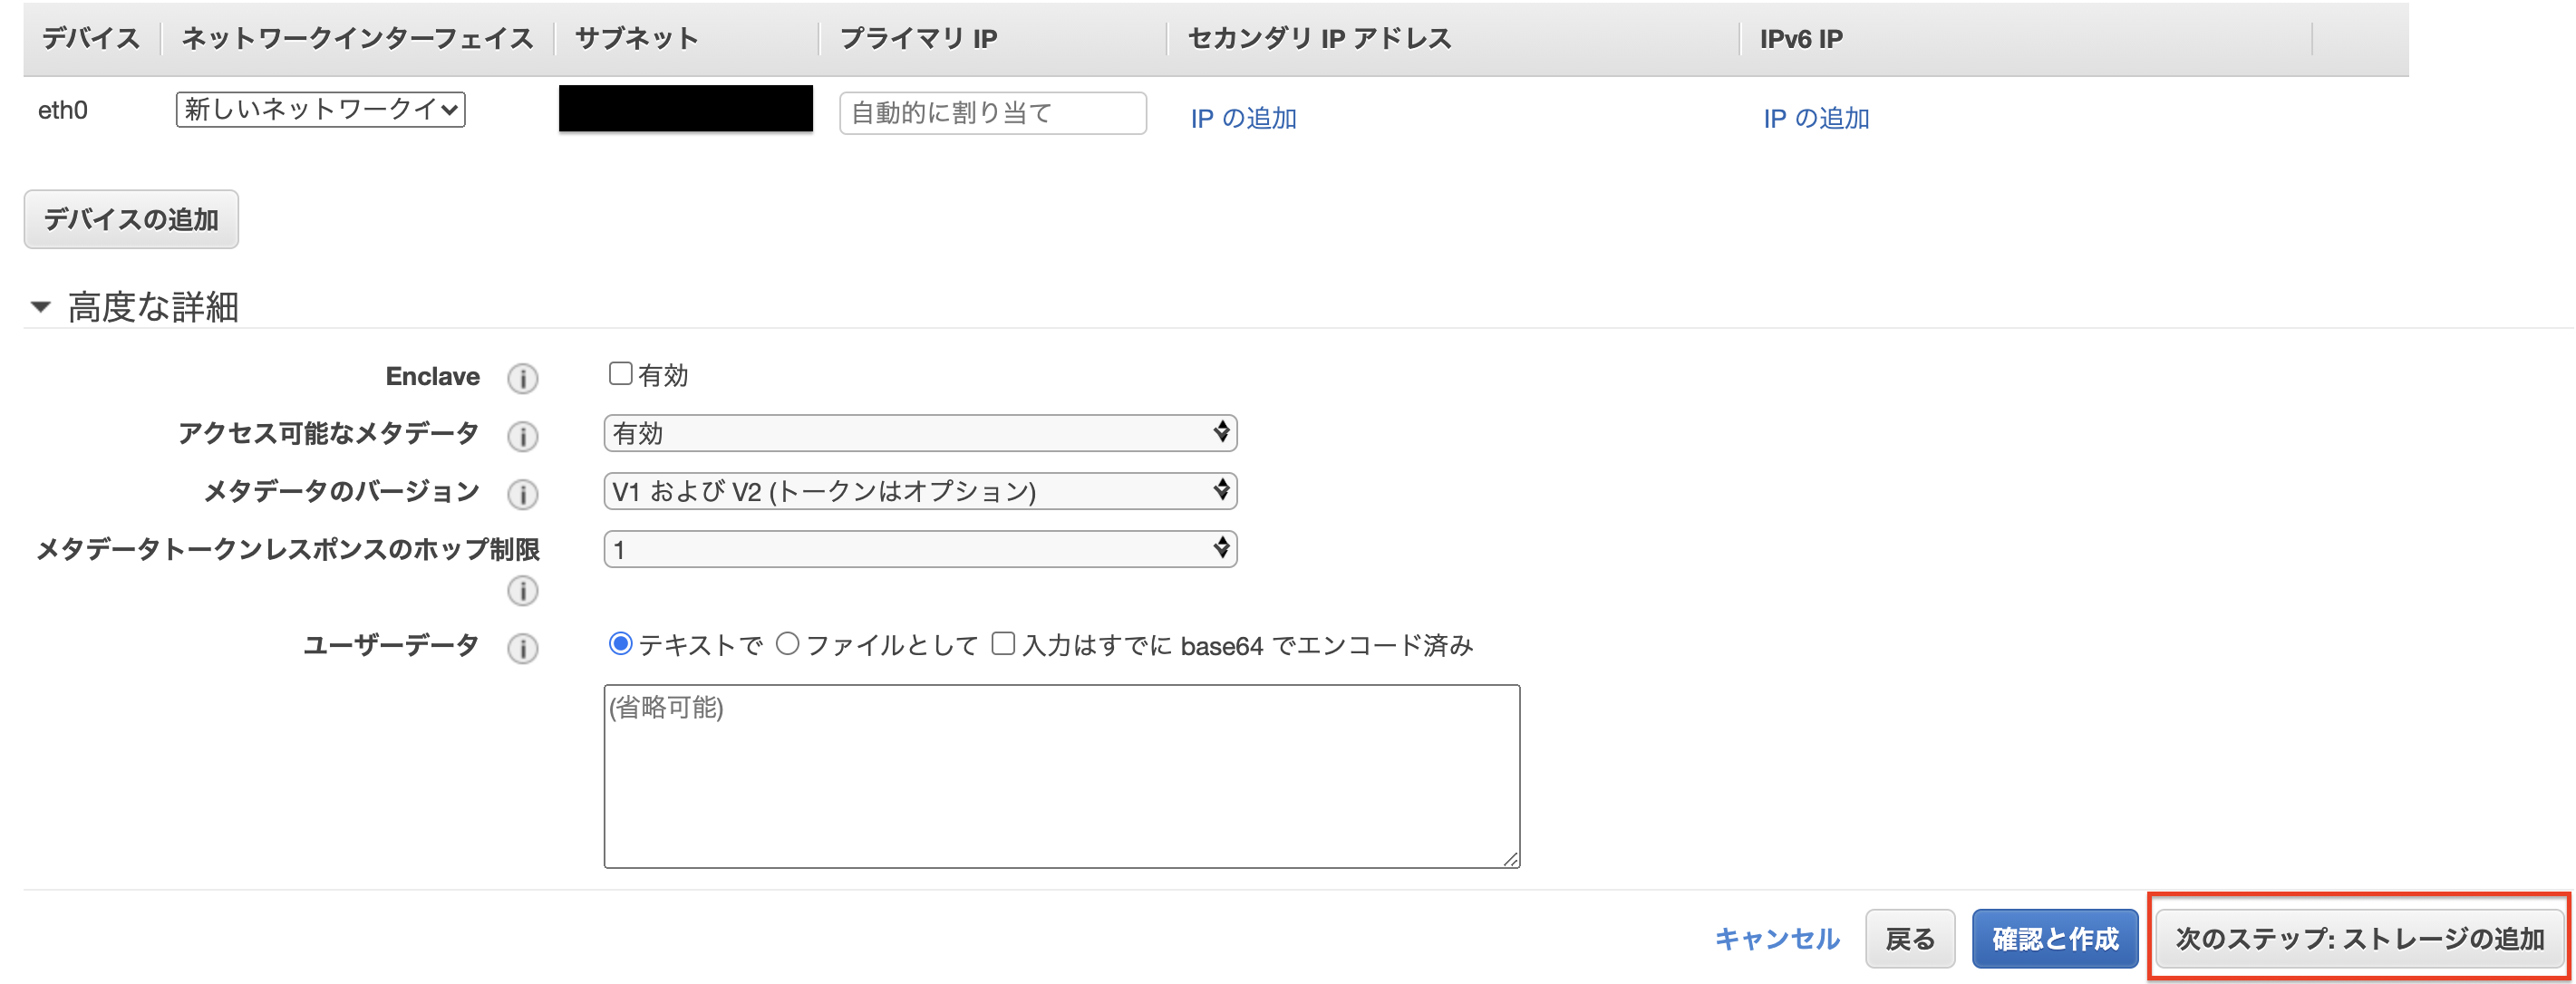 デバイス ネットワークインターフェイス サブネット プライマリ IP セカンダリ IP アドレス IPv6 IP
eth0 新しいネットワークイ 自動的に割り当て IP の追加 IP の追加
デバイスの追加
高度な詳細
Enclave i 有効
アクセス可能なメタデータ i 有効
メタデータのバージョン i V1 および V2 (トークンはオプション)
メタデータトークンレスポンスのホップ制限 1
i
ユーザーデータ i テキストで ファイルとして 入力はすでに base64 でエンコード済み
(省略可能)
キャンセル 戻る 確認と作成 次のステップ: ストレージの追加